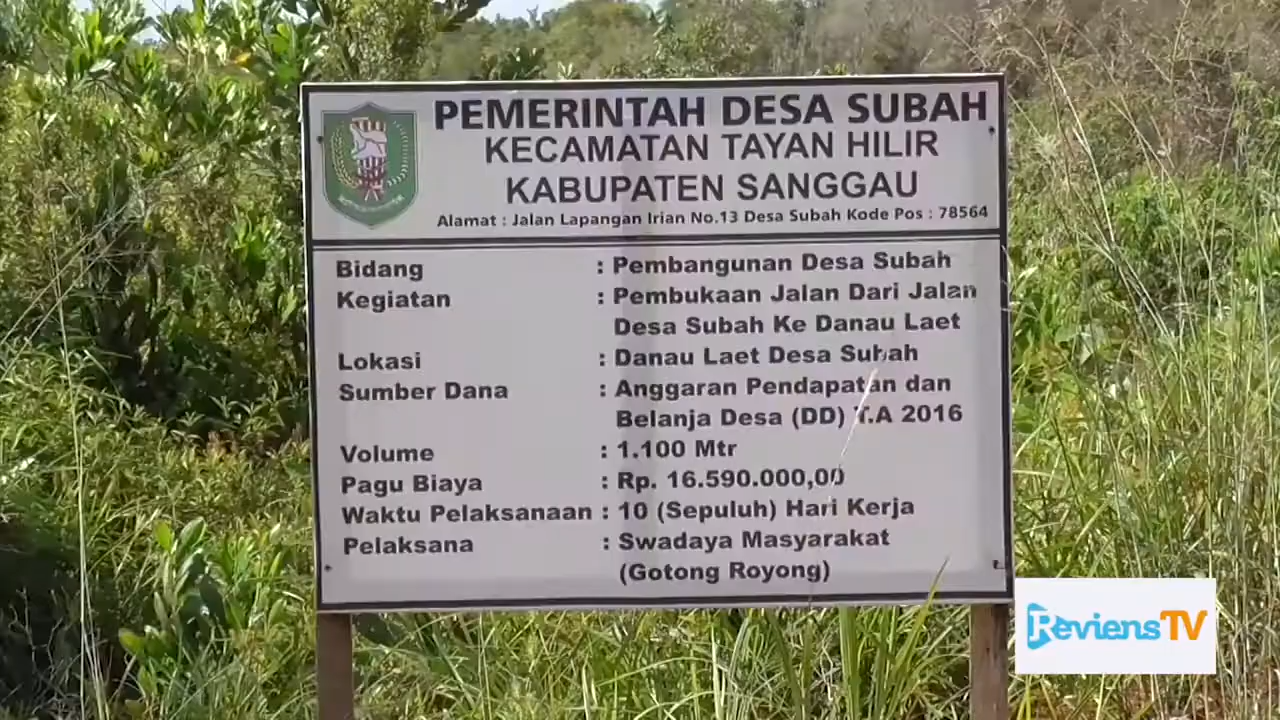 PEMERINTAH DESA SUBAH
KECAMATAN TAYAN HILIR
KABUPATEN SANGGAU
Alamat : Jalan Lapangan Irian No.13 Desa Subah Kode Pos : 78564
Bidang : Pembangunan Desa Subah
Kegiatan : Pembukaan Jalan Dari Jalan
Desa Subah Ke Danau Laet
Lokasi : Danau Laet Desa Subah
Sumber Dana : Anggaran Pendapatan dan
Belanja Desa (DD) T.A 2016
Volume : 1.100 Mtr
Pagu Biaya : Rp. 16.590.000,00
Waktu Pelaksanaan : 10 (Sepuluh) Hari Kerja
Pelaksana : Swadaya Masyarakat
(Gotong Royong)
ReviensTV